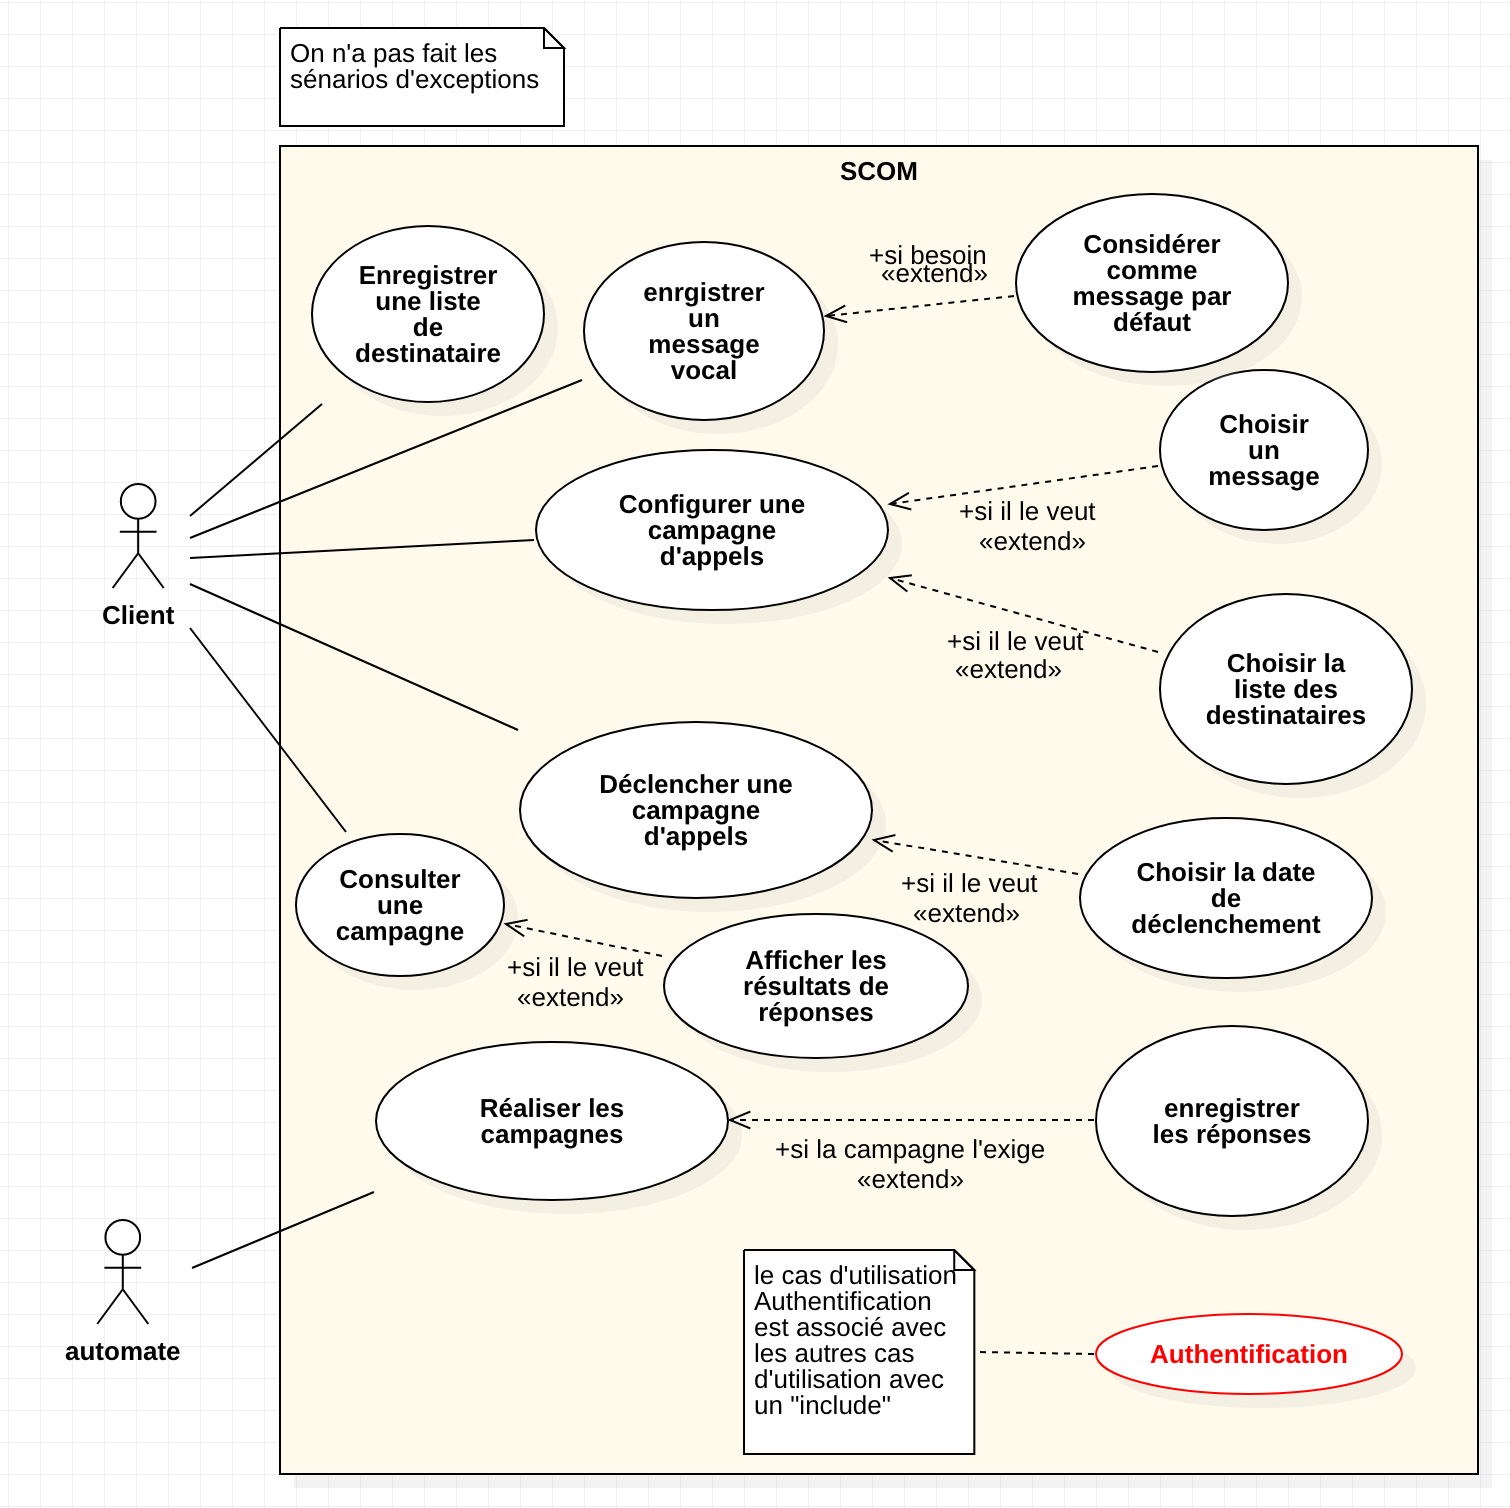 On n'a pas fait les
sénarios d'exceptions
SCOM
Enregistrer
une liste
de
destinataire
enrgistrer
un
message
vocal
+si besoin
«extend»
Considérer
comme
message par
défaut
Choisir
un
message
Configurer une
campagne
d'appels
+si il le veut
«extend»
Client
+si il le veut
«extend»
Choisir la
liste des
destinataires
Déclencher une
campagne
d'appels
Choisir la date
de
déclenchement
+si il le veut
«extend»
Consulter
une
campagne
+si il le veut
«extend»
Afficher les
résultats de
réponses
Réaliser les
campagnes
+si la campagne l'exige
«extend»
enregistrer
les réponses
automate
le cas d'utilisation
Authentification
est associé avec
les autres cas
d'utilisation avec
un "include"
Authentification